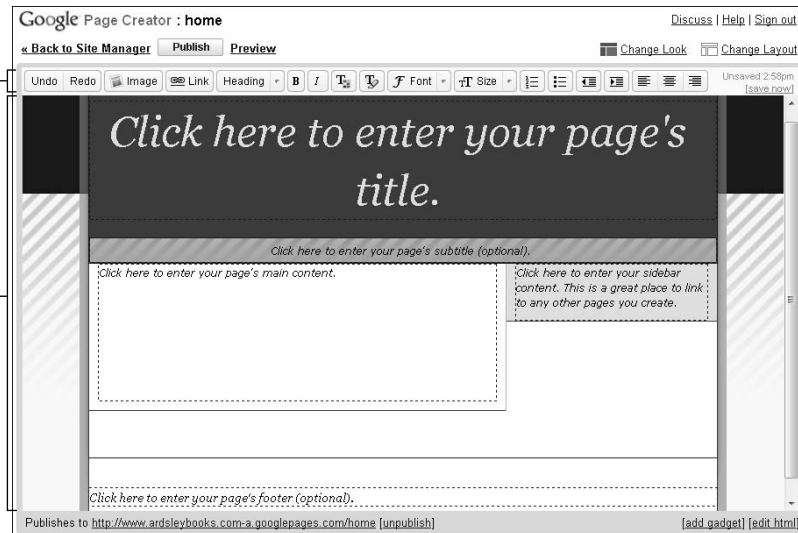 Google Page Creator : home
Discuss | Help | Sign out
« Back to Site Manager Publish Preview
Change Look Change Layout
Undo Redo Image Link Heading B I T T F Font TT Size
Unsaved 2:58pm
[save now]
Click here to enter your page's
title.
Click here to enter your page's subtitle (optional).
Click here to enter your page's main content.
Click here to enter your sidebar
content. This is a great place to link
to any other pages you create.
Click here to enter your page's footer (optional).
Publishes to http://www.ardsleybooks.com-a.googlepages.com/home [unpublish]
[add gadget] [edit html]